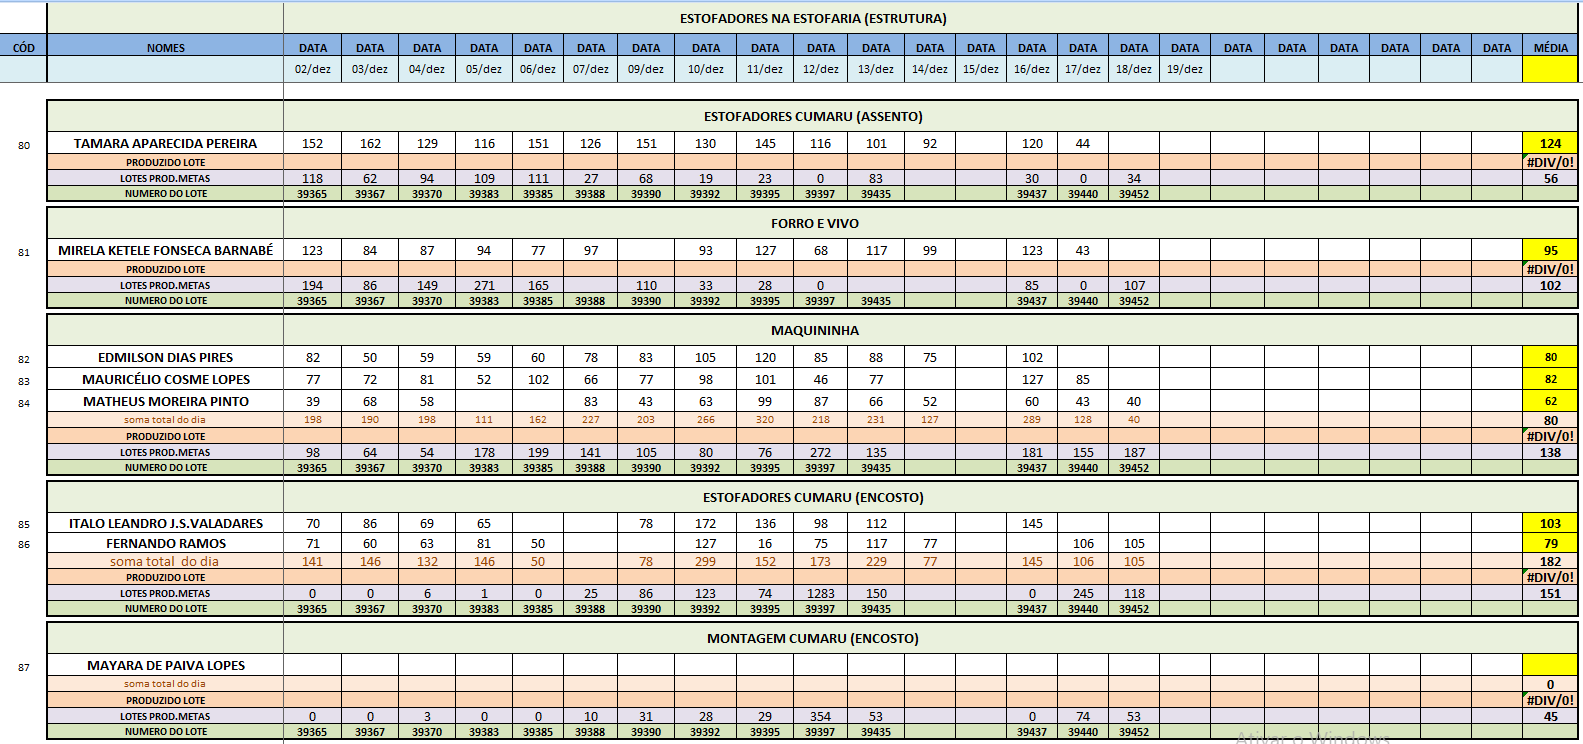 ESTOFADORES NA ESTOFARIA (ESTRUTURA)
CÓD NOMES DATA DATA DATA DATA DATA DATA DATA DATA DATA DATA DATA DATA DATA DATA DATA DATA DATA DATA DATA DATA DATA DATA DATA MÉDIA
02/dez 03/dez 04/dez 05/dez 06/dez 07/dez 09/dez 10/dez 11/dez 12/dez 13/dez 14/dez 15/dez 16/dez 17/dez 18/dez 19/dez
ESTOFADORES CUMARU (ASSENTO)
80 TAMARA APARECIDA PEREIRA 152 162 129 116 151 126 151 130 145 116 101 92 120 44 124
PRODUZIDO LOTE #DIV/0!
LOTES PROD.METAS 118 62 94 109 111 27 68 19 23 0 83 30 0 34 56
NUMERO DO LOTE 39365 39367 39370 39383 39385 39388 39390 39392 39395 39397 39435 39437 39440 39452
FORRO E VIVO
81 MIRELA KETELE FONSECA BARNABÉ 123 84 87 94 77 97 93 127 68 117 99 123 43 95
PRODUZIDO LOTE #DIV/0!
LOTES PROD.METAS 194 86 149 271 165 110 33 28 0 85 0 107 102
NUMERO DO LOTE 39365 39367 39370 39383 39385 39388 39390 39392 39395 39397 39435 39437 39440 39452
MAQUININHA
82 EDMILSON DIAS PIRES 82 50 59 59 60 78 83 105 120 85 88 75 102 80
83 MAURICÉLIO COSME LOPES 77 72 81 52 102 66 77 98 101 46 77 127 85 82
84 MATHEUS MOREIRA PINTO 39 68 58 83 43 63 99 87 66 52 60 43 40 62
soma total do dia 198 190 198 111 162 227 203 266 320 218 231 127 289 128 40 80
PRODUZIDO LOTE #DIV/0!
LOTES PROD.METAS 98 64 54 178 199 141 105 80 76 272 135 181 155 187 138
NUMERO DO LOTE 39365 39367 39370 39383 39385 39388 39390 39392 39395 39397 39435 39437 39440 39452
ESTOFADORES CUMARU (ENCOSTO)
85 ITALO LEANDRO J.S.VALADARES 70 86 69 65 78 172 136 98 112 145 103
86 FERNANDO RAMOS 71 60 63 81 50 127 16 75 117 77 106 105 79
soma total do dia 141 146 132 146 50 78 299 152 173 229 77 145 106 105 182
PRODUZIDO LOTE #DIV/0!
LOTES PROD.METAS 0 0 6 1 0 25 86 123 74 1283 150 0 245 118 151
NUMERO DO LOTE 39365 39367 39370 39383 39385 39388 39390 39392 39395 39397 39435 39437 39440 39452
MONTAGEM CUMARU (ENCOSTO)
87 MAYARA DE PAIVA LOPES
soma total do dia 0
PRODUZIDO LOTE #DIV/0!
LOTES PROD.METAS 0 0 3 0 0 10 31 28 29 354 53 0 74 53 45
NUMERO DO LOTE 39365 39367 39370 39383 39385 39388 39390 39392 39395 39397 39435 39437 39440 39452
Ativar o Windows